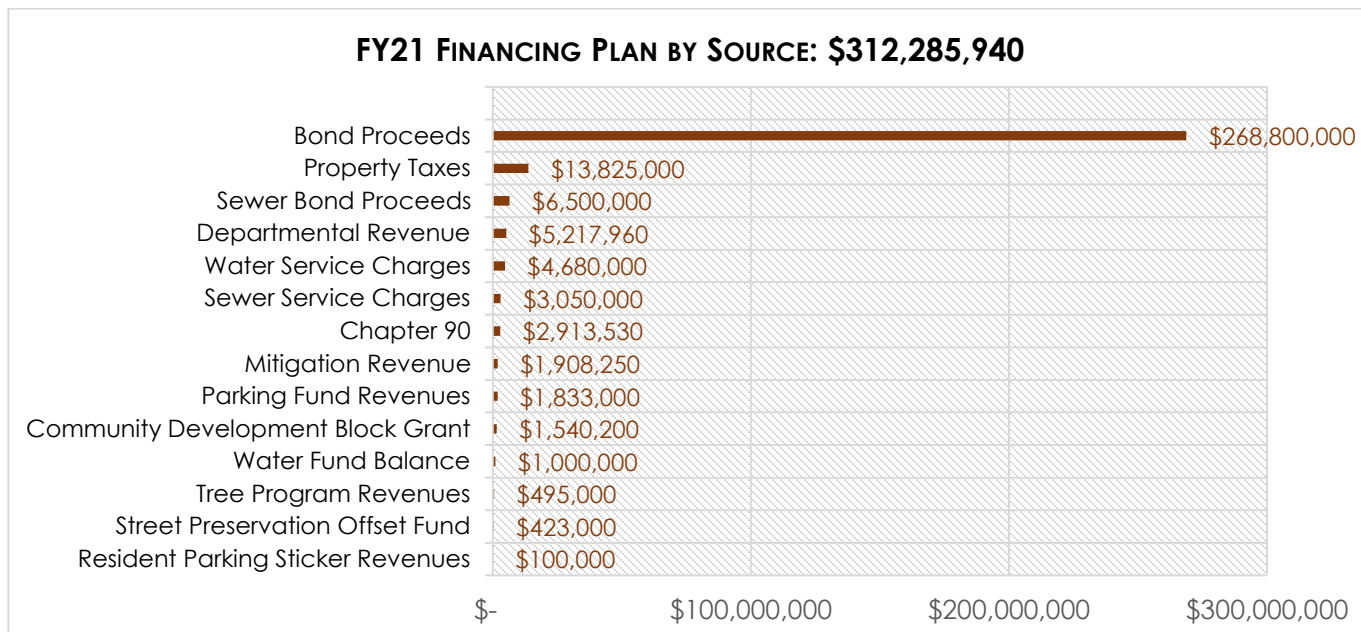 FY21 FINANCING PLAN BY SOURCE: $312,285,940
Bond Proceeds $268,800,000
Property Taxes $13,825,000
Sewer Bond Proceeds $6,500,000
Departmental Revenue $5,217,960
Water Service Charges $4,680,000
Sewer Service Charges $3,050,000
Chapter 90 $2,913,530
Mitigation Revenue $1,908,250
Parking Fund Revenues $1,833,000
Community Development Block Grant $1,540,200
Water Fund Balance $1,000,000
Tree Program Revenues $495,000
Street Preservation Offset Fund $423,000
Resident Parking Sticker Revenues $100,000
$- $100,000,000 $200,000,000 $300,000,000